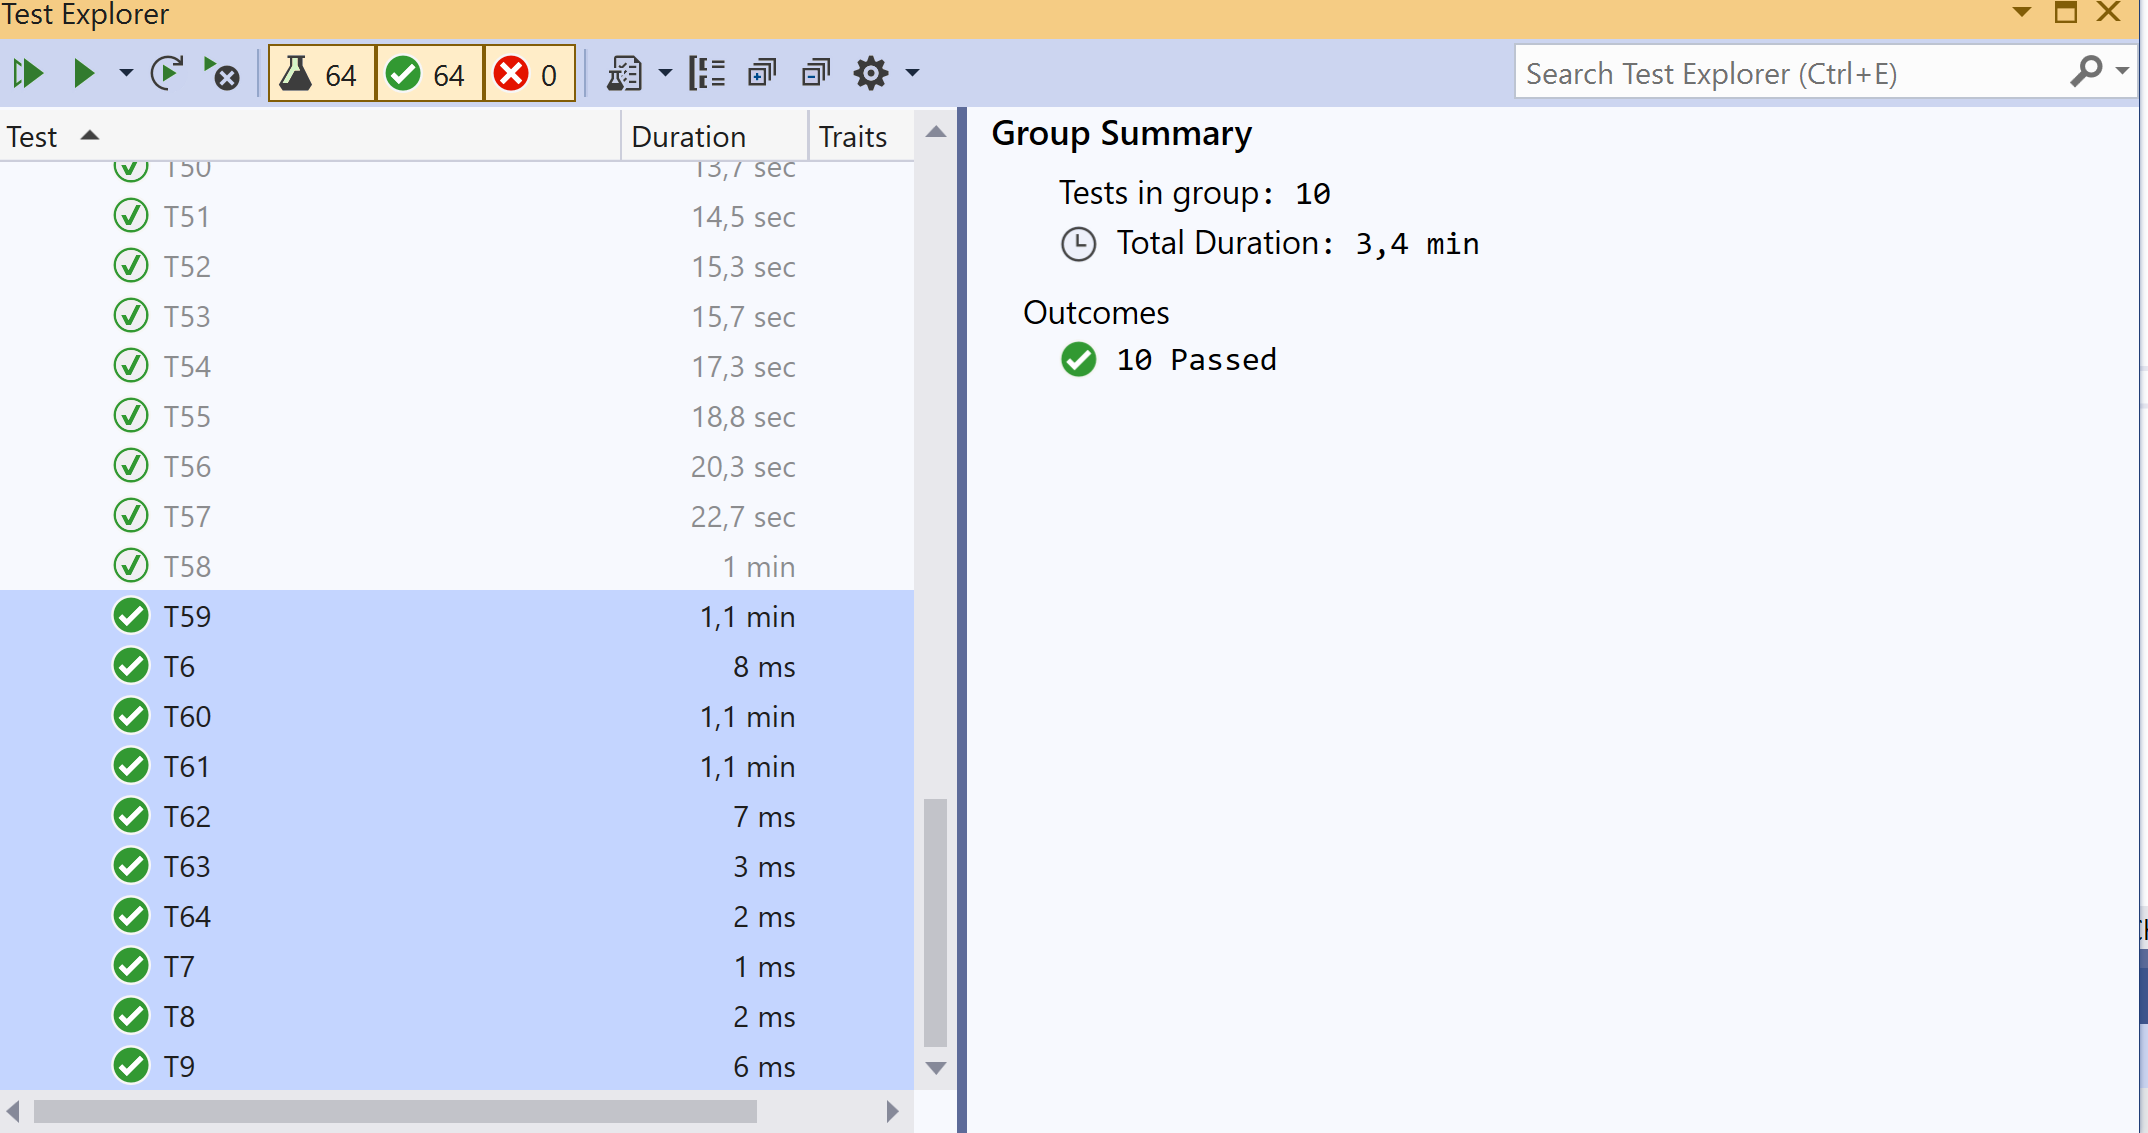 Test Explorer
64 64 0
Search Test Explorer (Ctrl+E)
Test Duration Traits
T50 13,7 sec
T51 14,5 sec
T52 15,3 sec
T53 15,7 sec
T54 17,3 sec
T55 18,8 sec
T56 20,3 sec
T57 22,7 sec
T58 1 min
T59 1,1 min
T6 8 ms
T60 1,1 min
T61 1,1 min
T62 7 ms
T63 3 ms
T64 2 ms
T7 1 ms
T8 2 ms
T9 6 ms
Group Summary
Tests in group: 10
Total Duration: 3,4 min
Outcomes
10 Passed